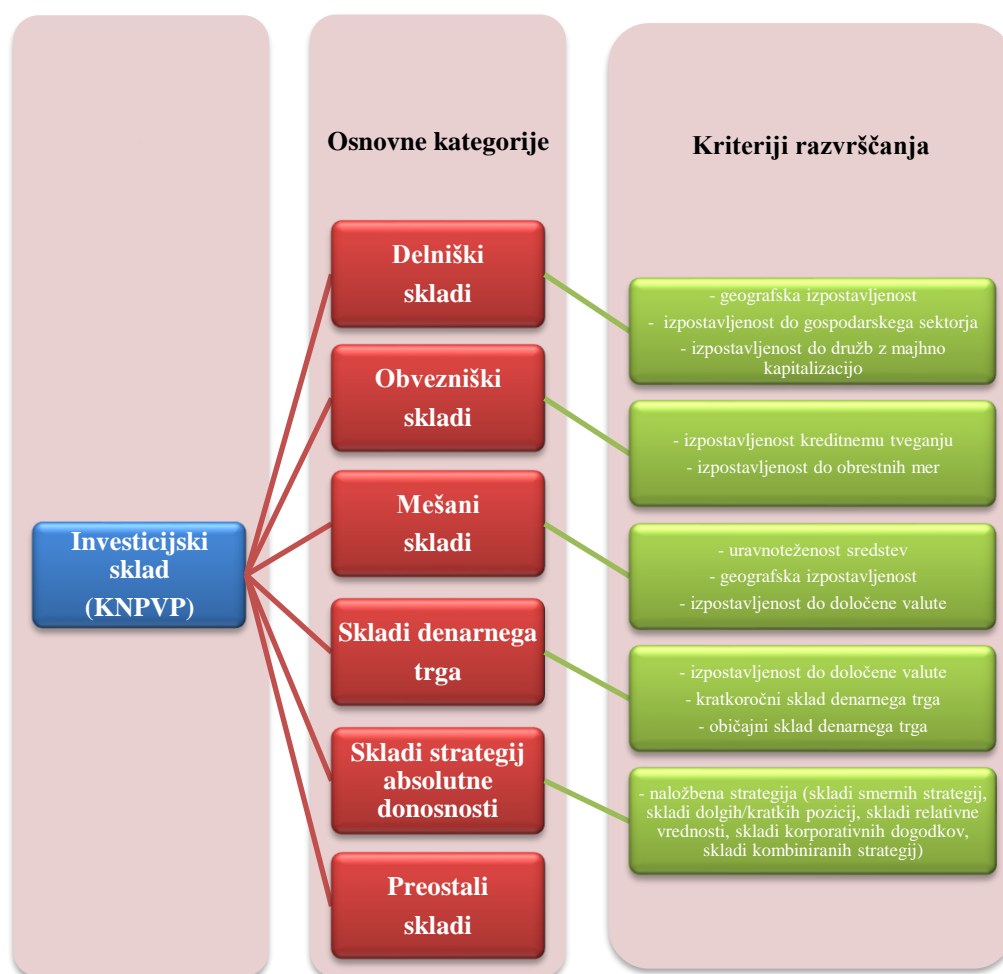 Osnovne kategorije
Kriteriji razvrščanja
Investicijski
sklad
(KNPVP)
Delniški
skladi
- geografska izpostavljenost
- izpostavljenost do gospodarskega sektorja
- izpostavljenost do družb z majhno
kapitalizacijo
Obvezniški
skladi
- izpostavljenost kreditnemu tveganju
- izpostavljenost do obrestnih mer
Mešani
skladi
- uravnoteženost sredstev
- geografska izpostavljenost
- izpostavljenost do določene valute
Skladi denarnega
trga
- izpostavljenost do določene valute
- kratkoročni sklad denarnega trga
- običajni sklad denarnega trga
Skladi strategij
absolutne
donosnosti
- naložbena strategija (skladi smernih strategij,
skladi dolgih/kratkih pozicij, skladi relativne
vrednosti, skladi korporativnih dogodkov,
skladi kombiniranih strategij)
Preostali
skladi